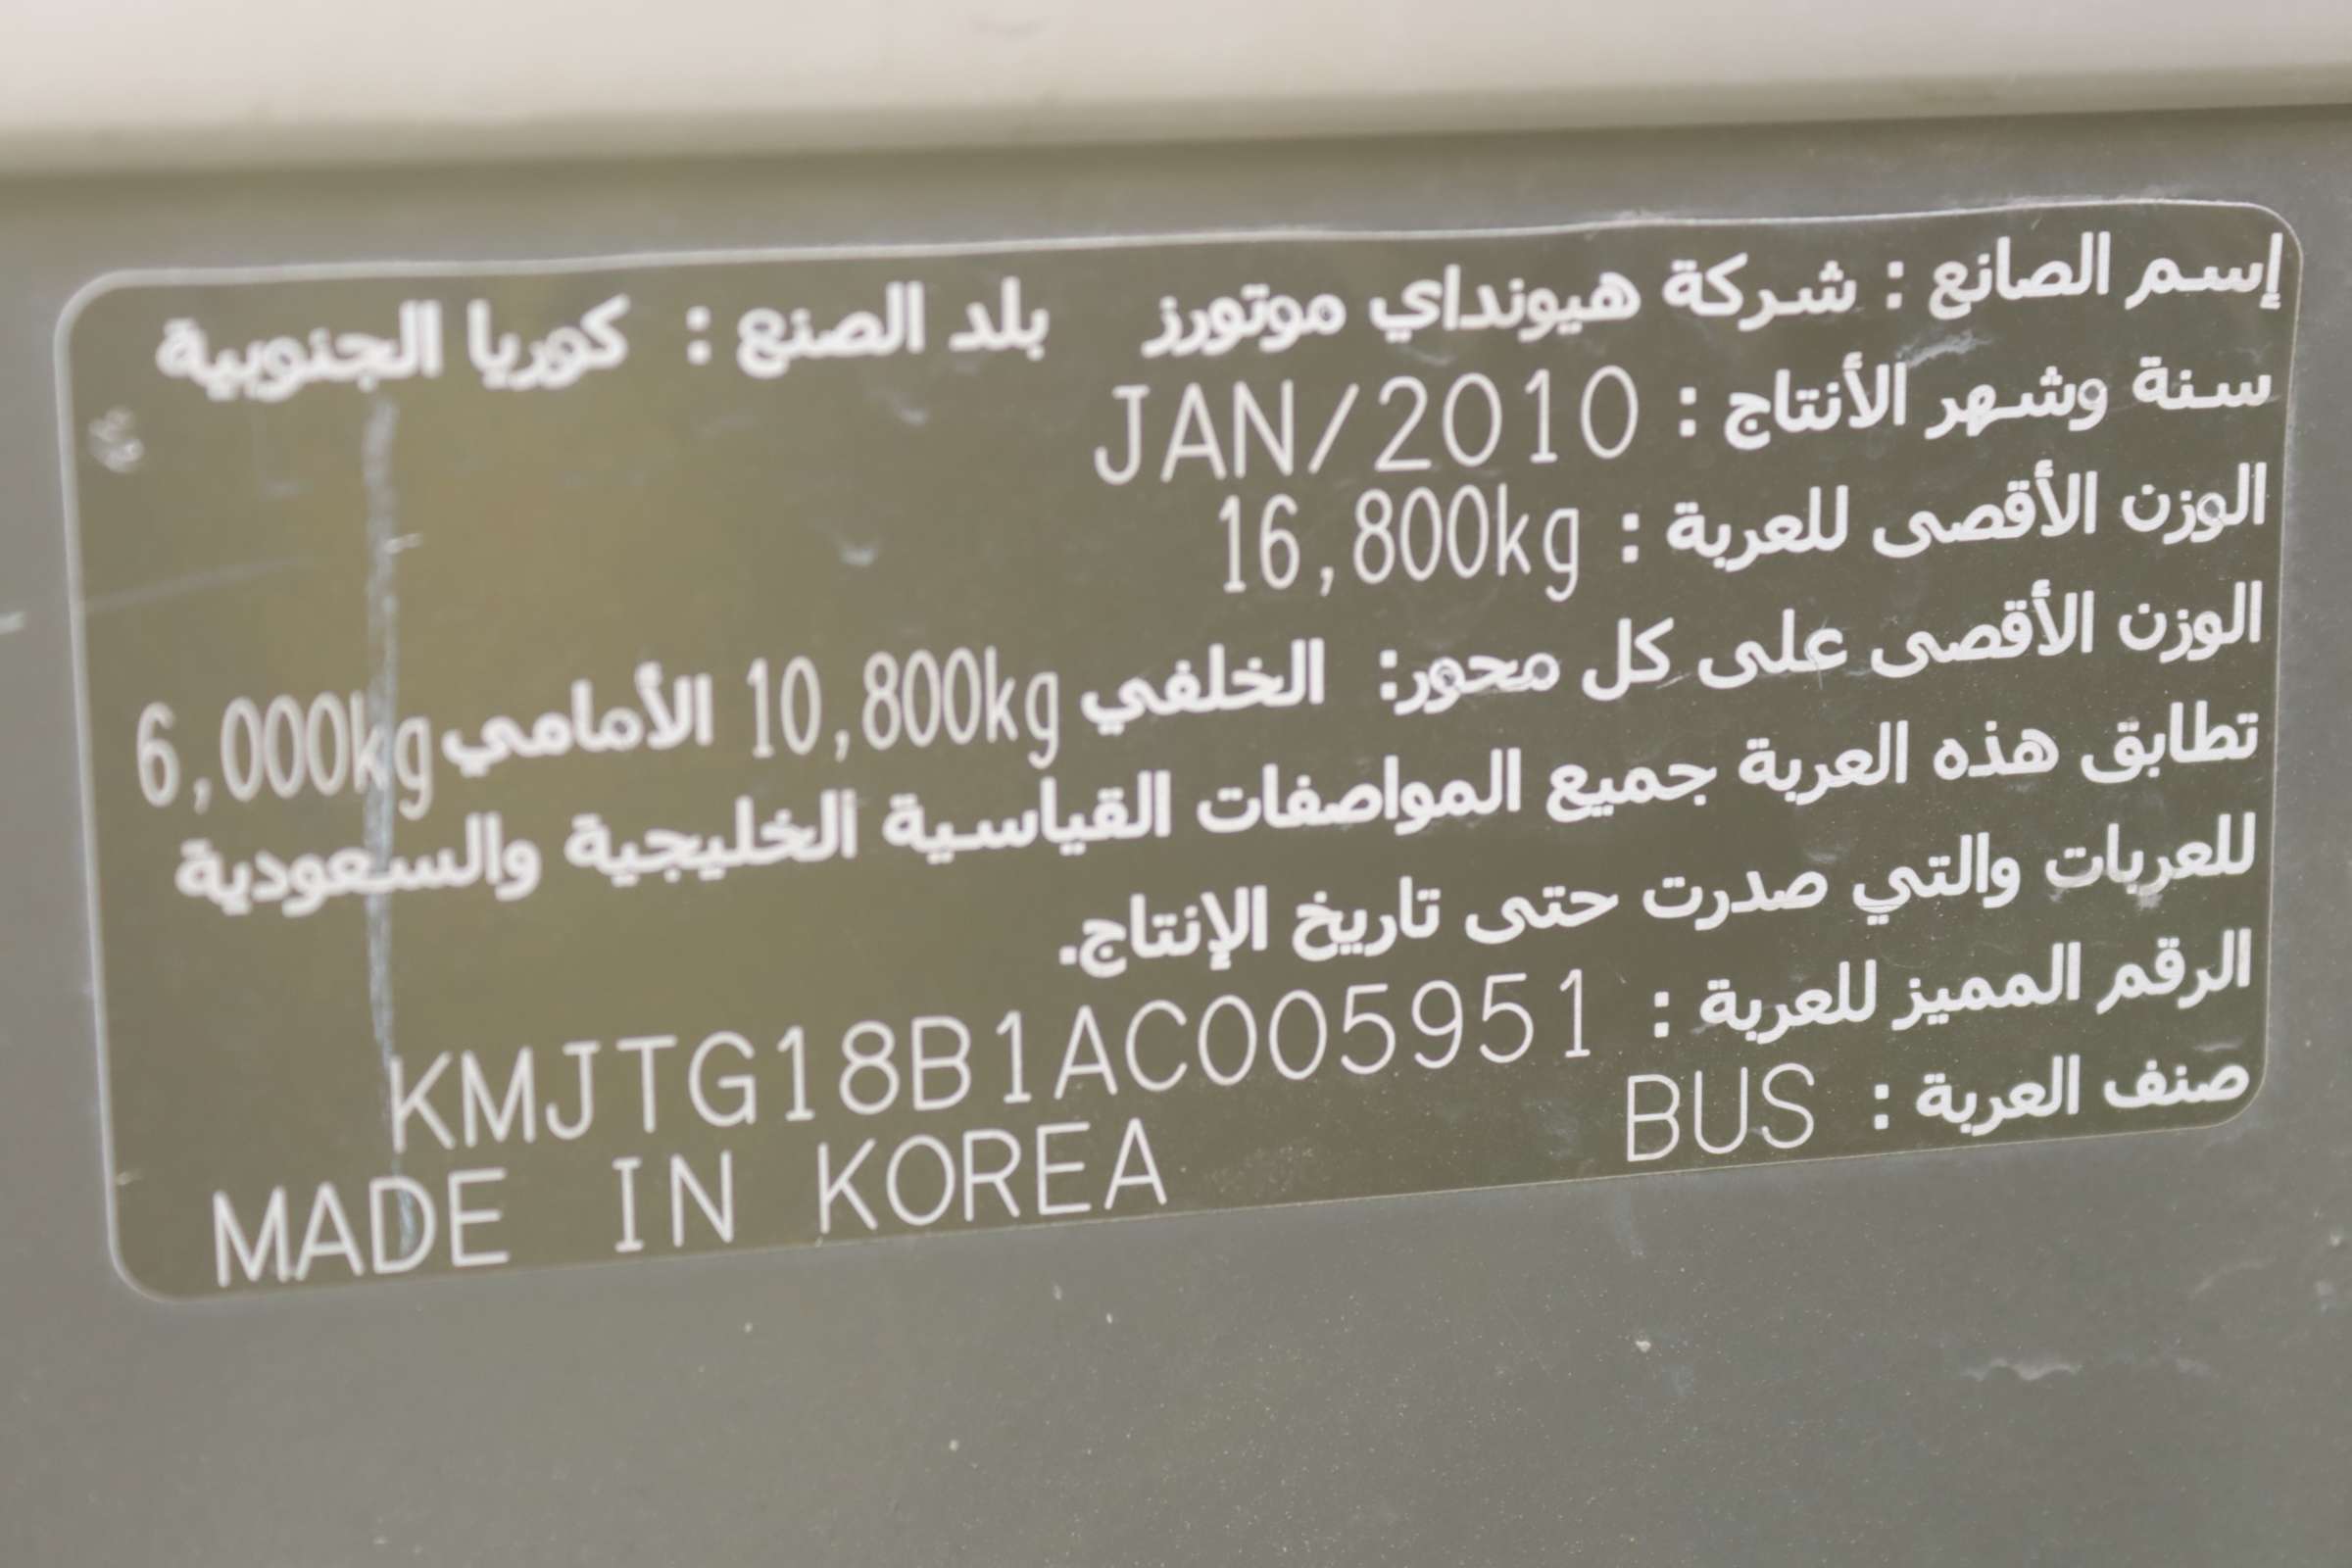 إسم الصانع : شركة هيونداي موتورز بلد الصنع : كوريا الجنوبية
سنة وشهر الأنتاج : JAN/2010
الوزن الأقصى للعربة : 16,800kg
الوزن الأقصى على كل محور: الخلفي 10,800kg الأمامي 6,000kg
تطابق هذه العربة جميع المواصفات القياسية الخليجية والسعودية
للعربات والتي صدرت حتى تاريخ الإنتاج.
الرقم المميز للعربة : KMJTG18B1AC005951
صنف العربة : BUS MADE IN KOREA